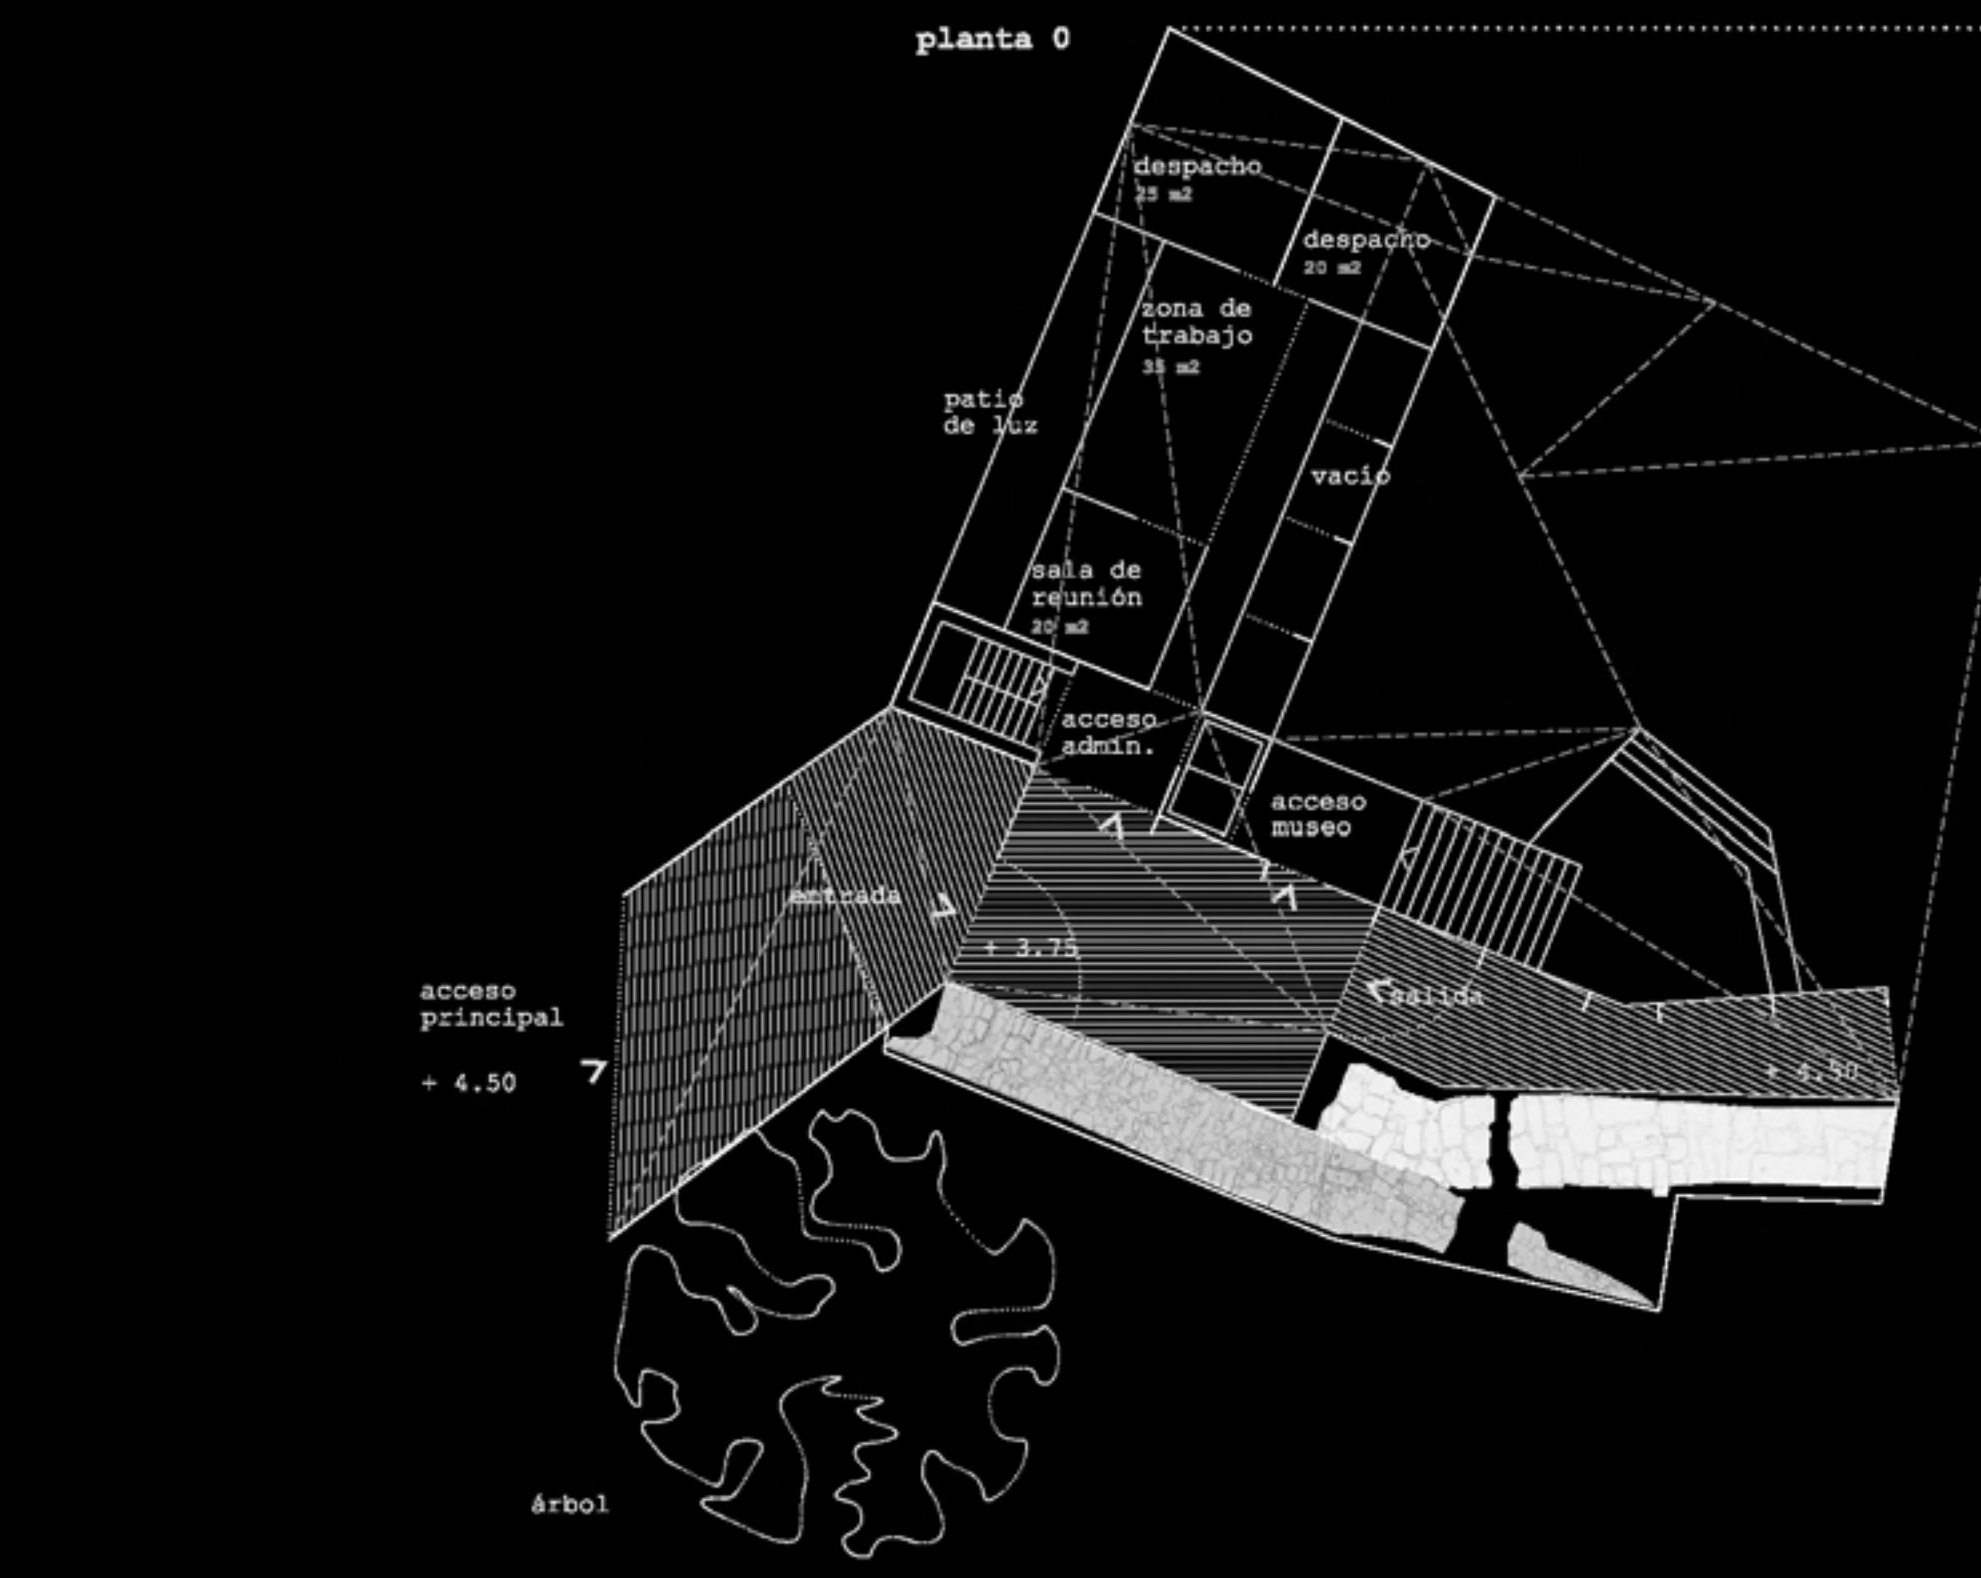 planta 0
despacho
25 m2
despacho
20 m2
zona de
trabajo
35 m2
patio
de luz
vacío
sala de
reunión
20 m2
acceso
admin.
acceso
museo
entrada
+ 3.75
salida
acceso
principal
+ 4.50
+ 4.50
árbol